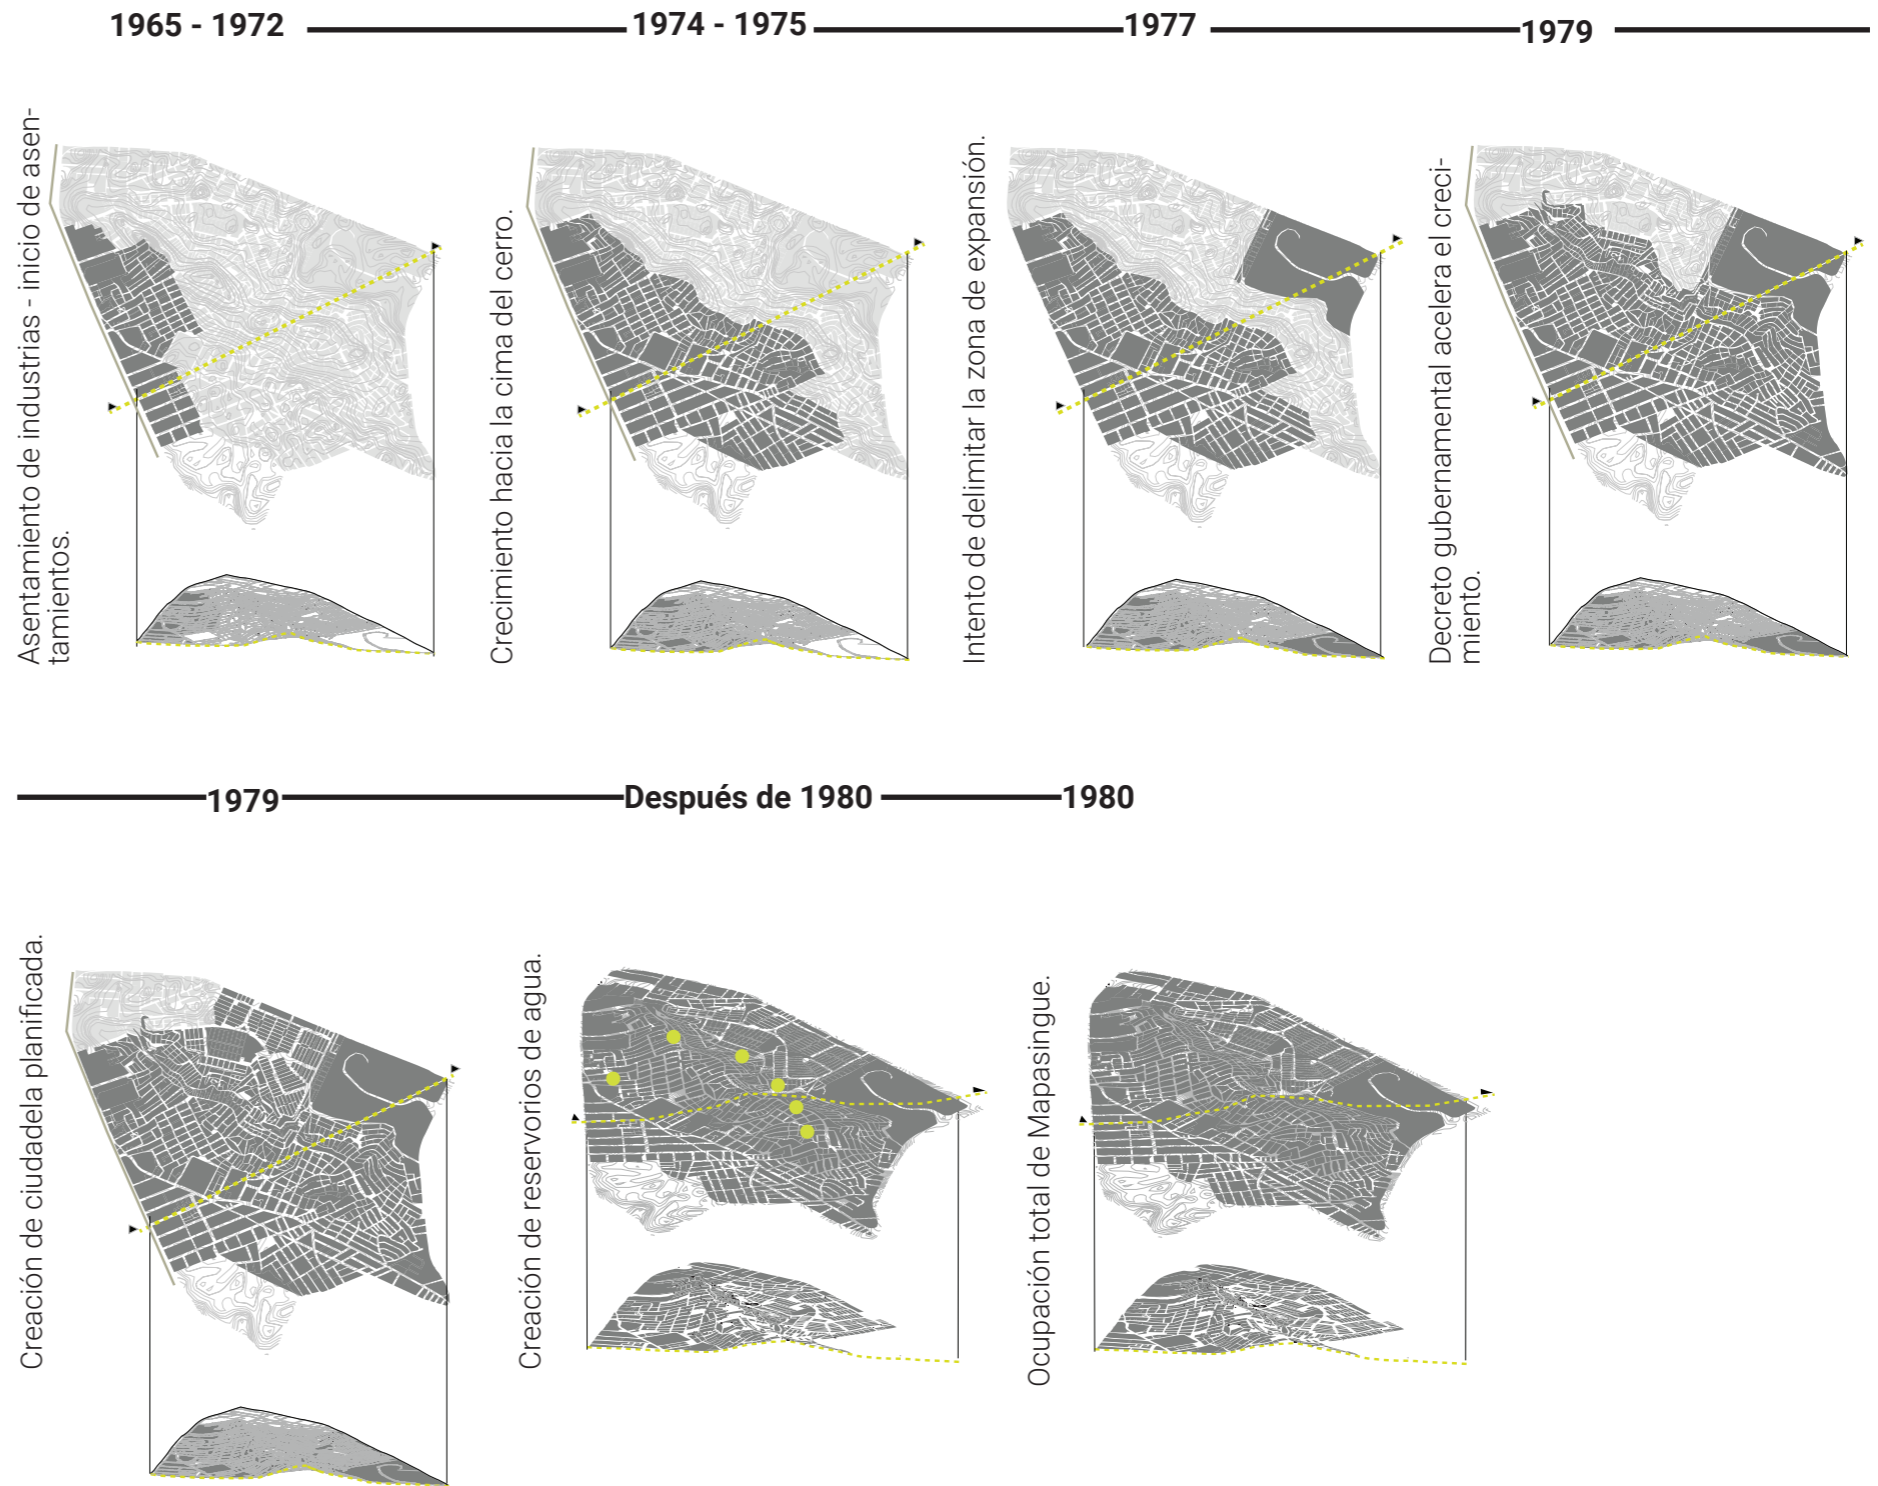 1965 - 1972
1974 - 1975
1977
1979
Asentamiento de industrias - inicio de asen-
tamientos.
Crecimiento hacia la cima del cerro.
Intento de delimitar la zona de expansión.
Decreto gubernamental acelera el creci-
miento.
1979
Después de 1980
1980
Creación de ciudadela planificada.
Creación de reservorios de agua.
Ocupación total de Mapasingue.